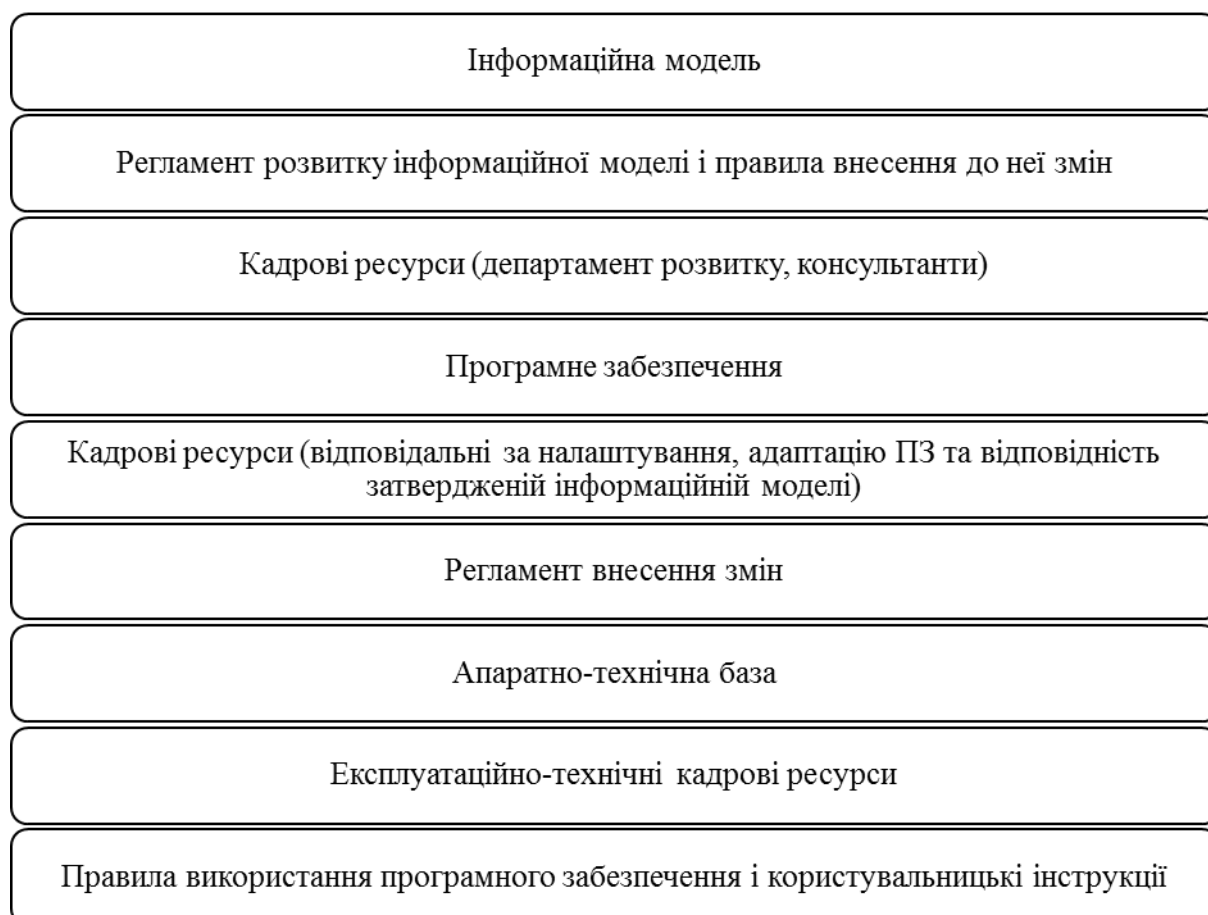 Інформаційна модель
Регламент розвитку інформаційної моделі і правила внесення до неї змін
Кадрові ресурси (департамент розвитку, консультанти)
Програмне забезпечення
Кадрові ресурси (відповідальні за налаштування, адаптацію ПЗ та відповідність
затвердженій інформаційній моделі)
Регламент внесення змін
Апаратно-технічна база
Експлуатаційно-технічні кадрові ресурси
Правила використання програмного забезпечення і користувальницькі інструкції